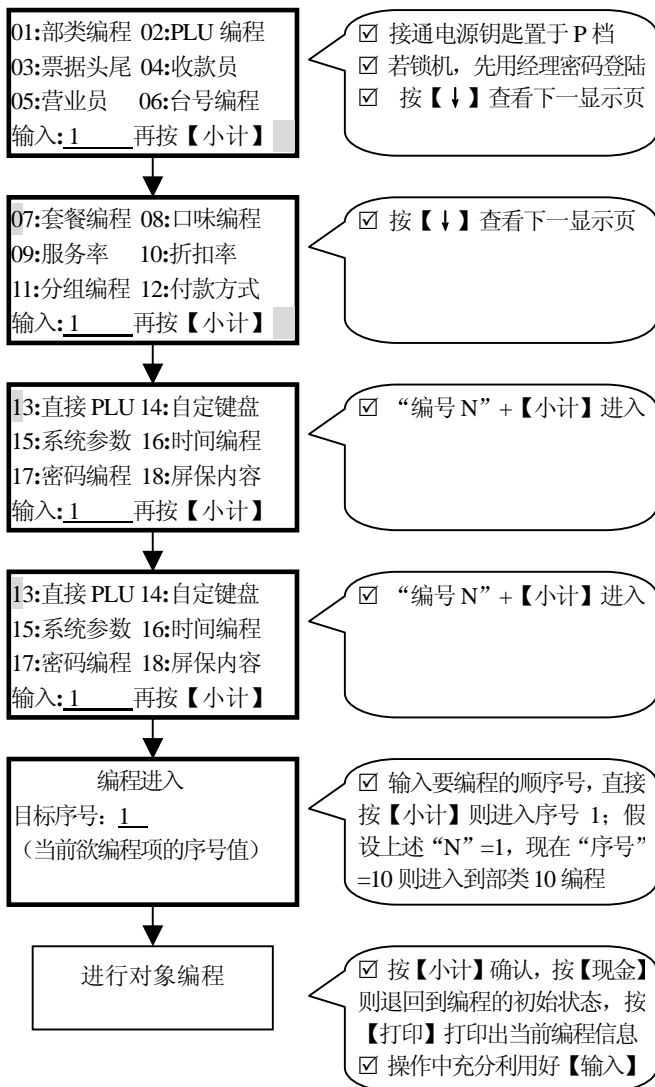 01:部类编程 02:PLU 编程
03:票据头尾 04:收款员
05:营业员 06:台号编程
输入:1 再按【小计】
☑ 接通电源钥匙置于 P 档
☑ 若锁机，先用经理密码登陆
☑ 按【↓】查看下一显示页
07:套餐编程 08:口味编程
09:服务率 10:折扣率
11:分组编程 12:付款方式
输入:1 再按【小计】
☑ 按【↓】查看下一显示页
13:直接 PLU 14:自定键盘
15:系统参数 16:时间编程
17:密码编程 18:屏保内容
输入:1 再按【小计】
☑ “编号 N”+【小计】进入
13:直接 PLU 14:自定键盘
15:系统参数 16:时间编程
17:密码编程 18:屏保内容
输入:1 再按【小计】
☑ “编号 N”+【小计】进入
编程进入
目标序号：1
（当前欲编程项的序号值）
☑ 输入要编程的顺序号，直接
按【小计】则进入序号 1；假
设上述“N”=1，现在“序号”
=10 则进入到部类 10 编程
进行对象编程
☑ 按【小计】确认，按【现金】
则退回到编程的初始状态，按
【打印】打印出当前编程信息
☑ 操作中充分利用好【输入】